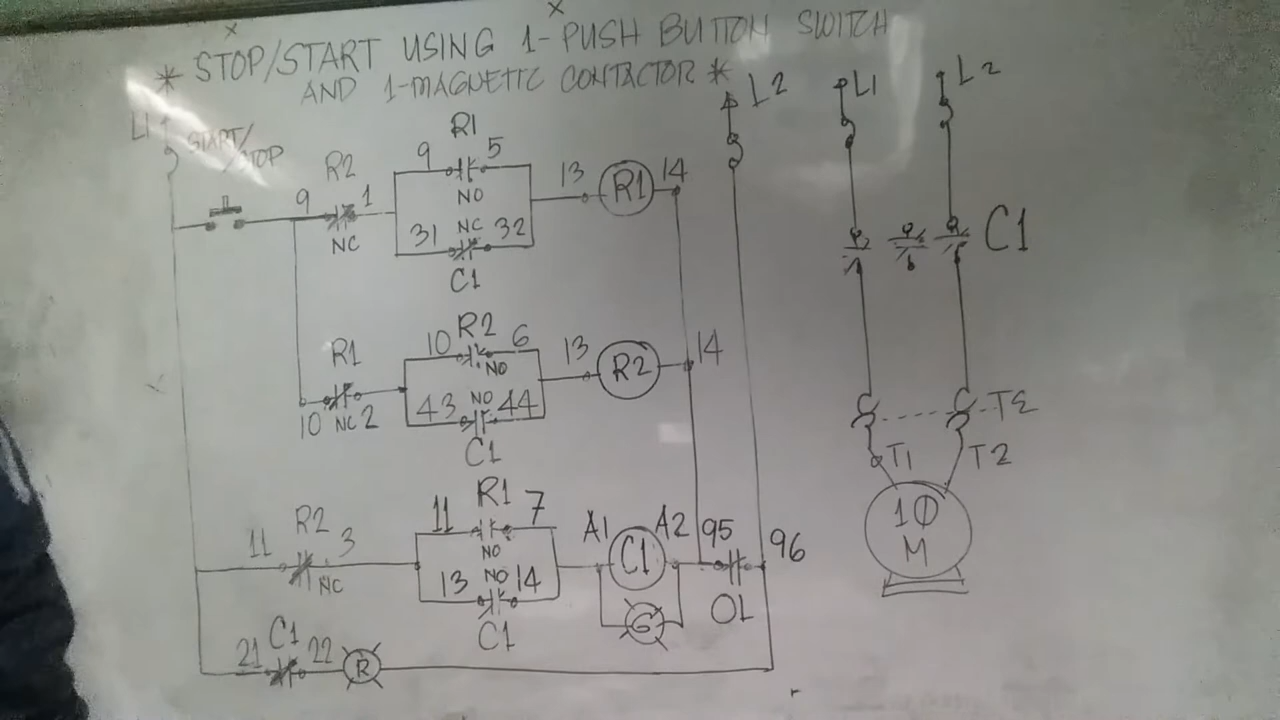 * STOP/START USING 1-PUSH BUTTON SWITCH
AND 1-MAGNETIC CONTACTOR *
L1
START/
STOP
9
R2
1
NC
R1
9
5
NO
31
NC
32
C1
13
R1
14
L2
R1
10
NC 2
R2
10
6
NO
43
NO
44
C1
13
R2
14
11
R2
3
NC
R1
11
7
NO
13
NO
14
C1
A1
C1
A2
G
95
96
O1
C1
21
22
R
L1
L2
C1
T1
T2
1Φ
M